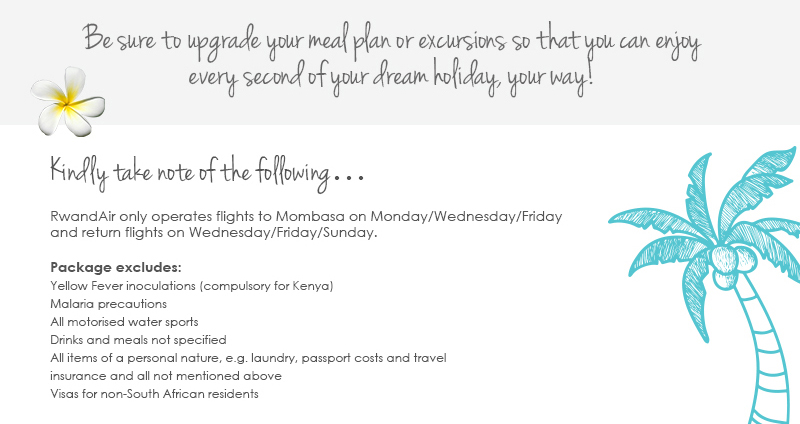 Be sure to upgrade your meal plan or excursions so that you can enjoy
every second of your dream holiday, your way!
Kindly take note of the following...
RwandAir only operates flights to Mombasa on Monday/Wednesday/Friday
and return flights on Wednesday/Friday/Sunday.
Package excludes:
Yellow Fever inoculations (compulsory for Kenya)
Malaria precautions
All motorised water sports
Drinks and meals not specified
All items of a personal nature, e.g. laundry, passport costs and travel
insurance and all not mentioned above
Visas for non-South African residents